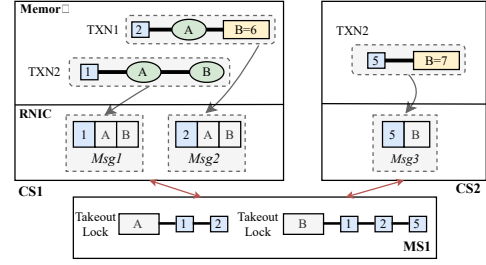 Memor
TXN1 2 A B=6
TXN2 1 A B
RNIC
1 A B
Msg1
2 A B
Msg2
CS1
TXN2
5 B=7
5 B
Msg3
CS2
Takeout Lock A 1 2
Takeout Lock B 1 2 5
MS1